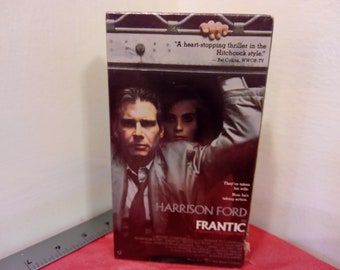 "A heart-stopping thriller in the
Hitchcock style."
— Pat Collins, WWOR-TV
They've taken
his wife.
Now he's
taking action.
HARRISON FORD
FRANTIC